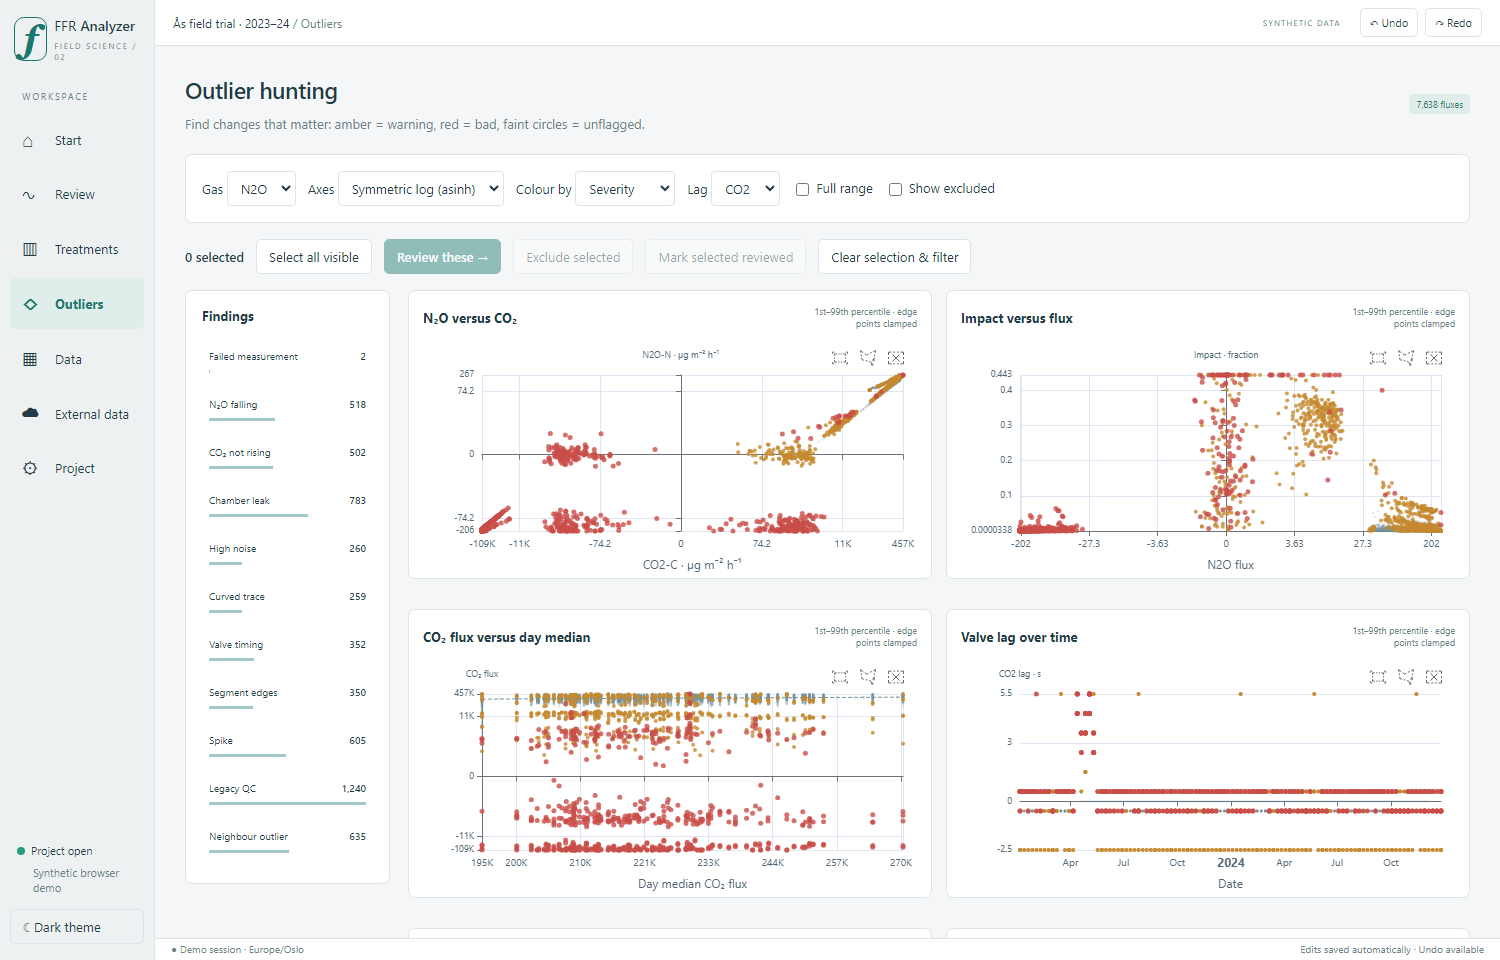 FFR Analyzer
FIELD SCIENCE /
02
WORKSPACE
Start
Review
Treatments
Outliers
Data
External data
Project
Project open
Synthetic browser
demo
Dark theme
Ås field trial · 2023–24 / Outliers
SYNTHETIC DATA
↶ Undo
↷ Redo
Outlier hunting
Find changes that matter: amber = warning, red = bad, faint circles = unflagged.
7,638 fluxes
Gas N2O Axes Symmetric log (asinh) Colour by Severity Lag CO2 Full range Show excluded
0 selected Select all visible Review these → Exclude selected Mark selected reviewed Clear selection & filter
Findings
Failed measurement 2
N₂O falling 518
CO₂ not rising 502
Chamber leak 783
High noise 260
Curved trace 259
Valve timing 352
Segment edges 350
Spike 605
Legacy QC 1,240
Neighbour outlier 635
N₂O versus CO₂
1st–99th percentile · edge
points clamped
N2O-N · µg m⁻² h⁻¹
267
74.2
0
-74.2
-206
-109K -11K -74.2 0 74.2 11K 457K
CO2-C · µg m⁻² h⁻¹
Impact versus flux
1st–99th percentile · edge
points clamped
Impact · fraction
0.443
0.4
0.3
0.2
0.1
0.0000338
-202 -27.3 -3.63 0 3.63 27.3 202
N2O flux
CO₂ flux versus day median
1st–99th percentile · edge
points clamped
CO₂ flux
457K
11K
0
-11K
-109K
195K 200K 210K 221K 233K 244K 257K 270K
Day median CO₂ flux
Valve lag over time
1st–99th percentile · edge
points clamped
CO2 lag · s
5.5
3
0
-2.5
Apr Jul Oct 2024 Apr Jul Oct
Date
Demo session · Europe/Oslo
Edits saved automatically · Undo available